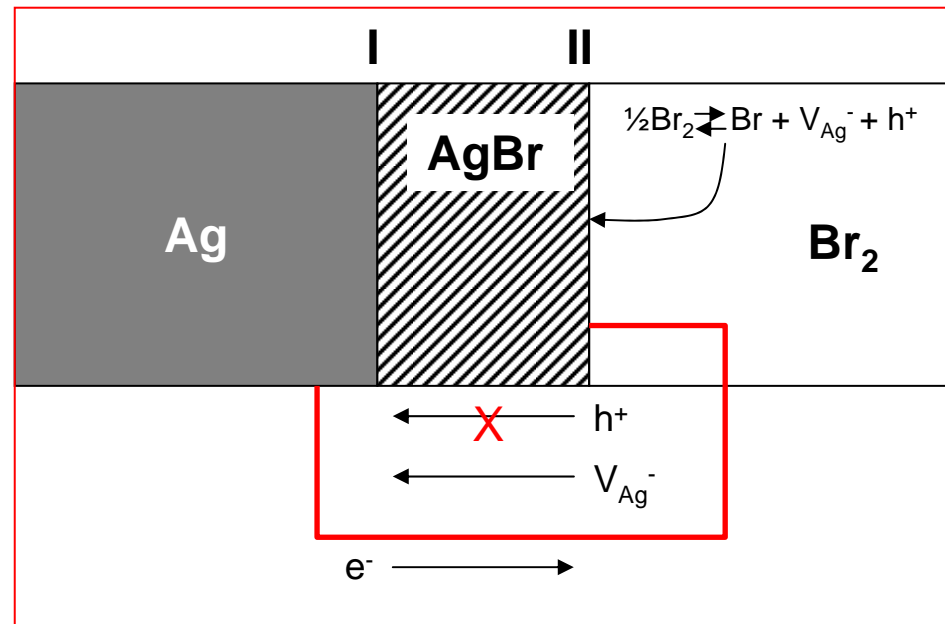 I II
½Br₂ ⇌ Br + V_Ag⁻ + h⁺
AgBr
Ag
Br₂
X h⁺
V_Ag⁻
e⁻